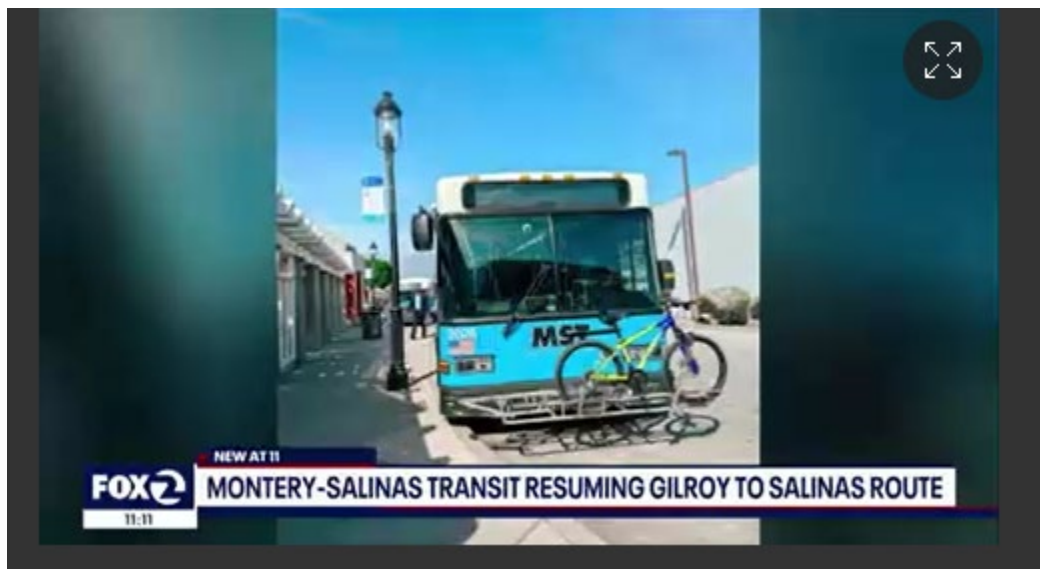 MST
NEW AT 11
FOX 2
MONTERY-SALINAS TRANSIT RESUMING GILROY TO SALINAS ROUTE
11:11